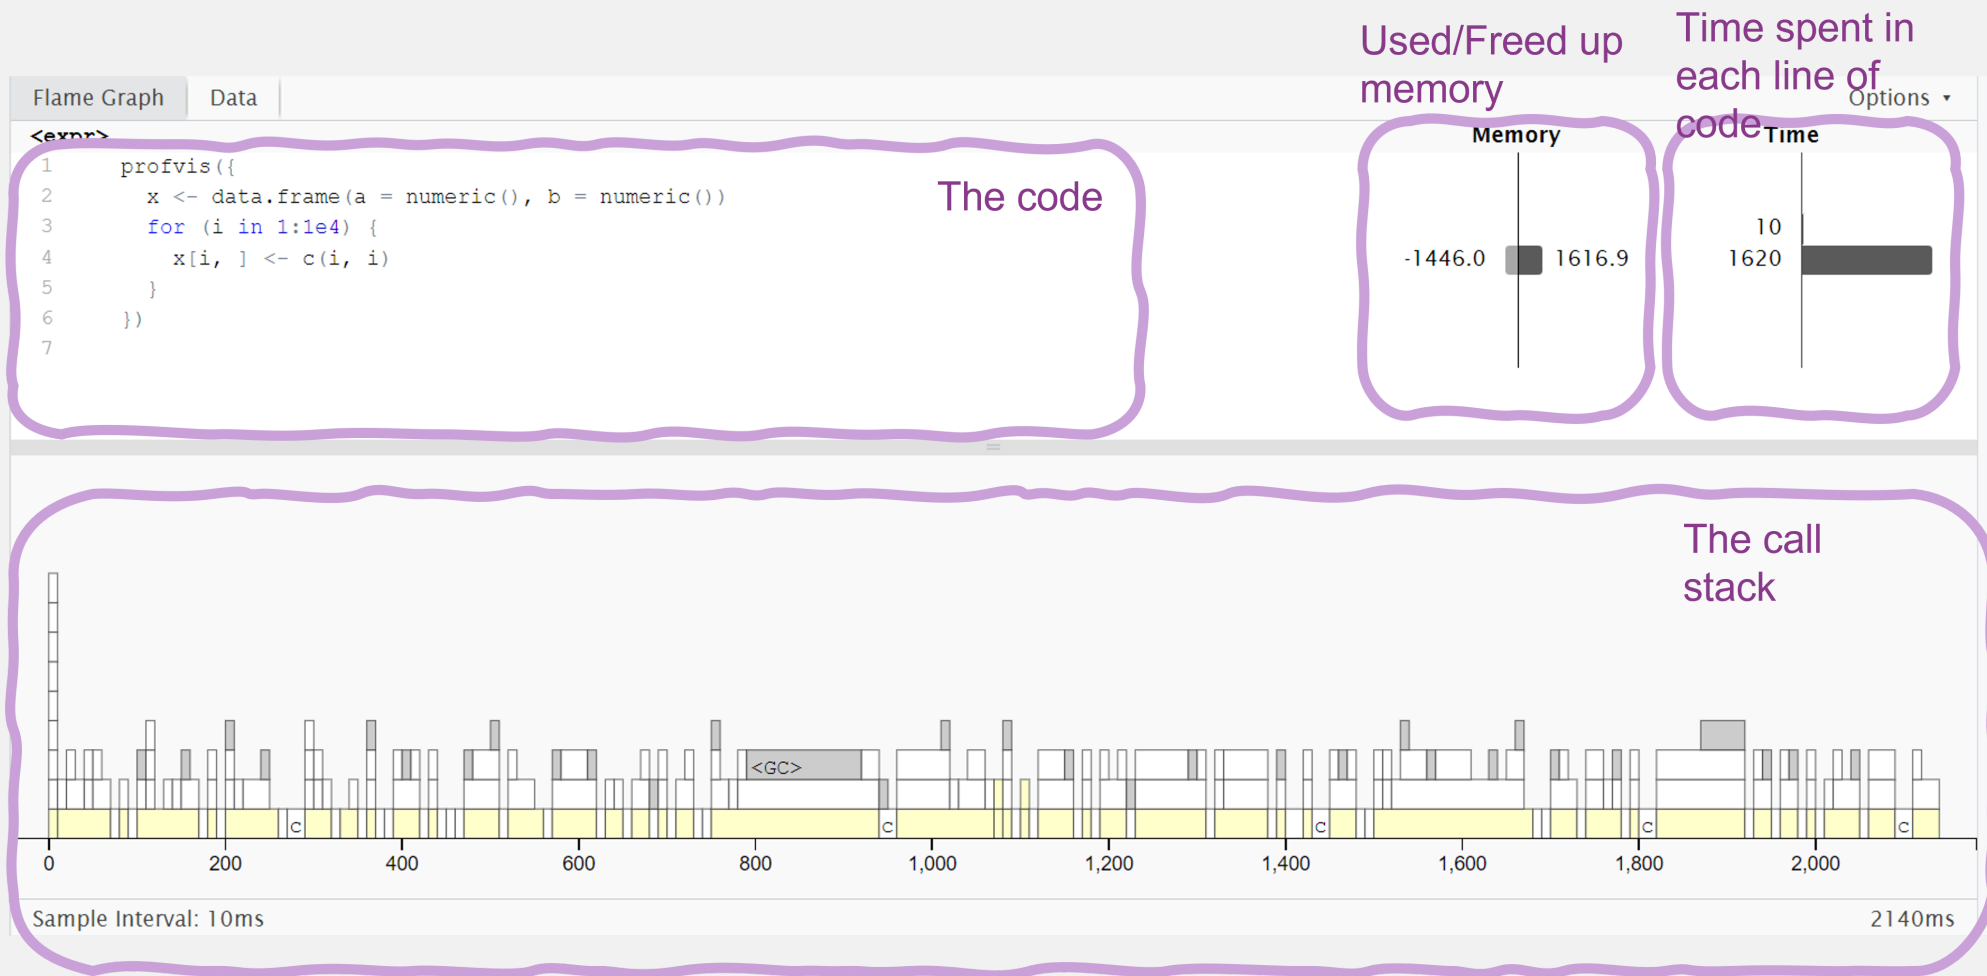 Used/Freed up
memory
Time spent in
each line of
code
Flame Graph Data
Options
<expr>
Memory
Time
1 profvis({
2 x <- data.frame(a = numeric(), b = numeric())
3 for (i in 1:1e4) {
4 x[i, ] <- c(i, i)
5 }
6 })
7
The code
-1446.0 1616.9
10
1620
The call
stack
<GC>
c c c c c
0 200 400 600 800 1,000 1,200 1,400 1,600 1,800 2,000
Sample Interval: 10ms 2140ms